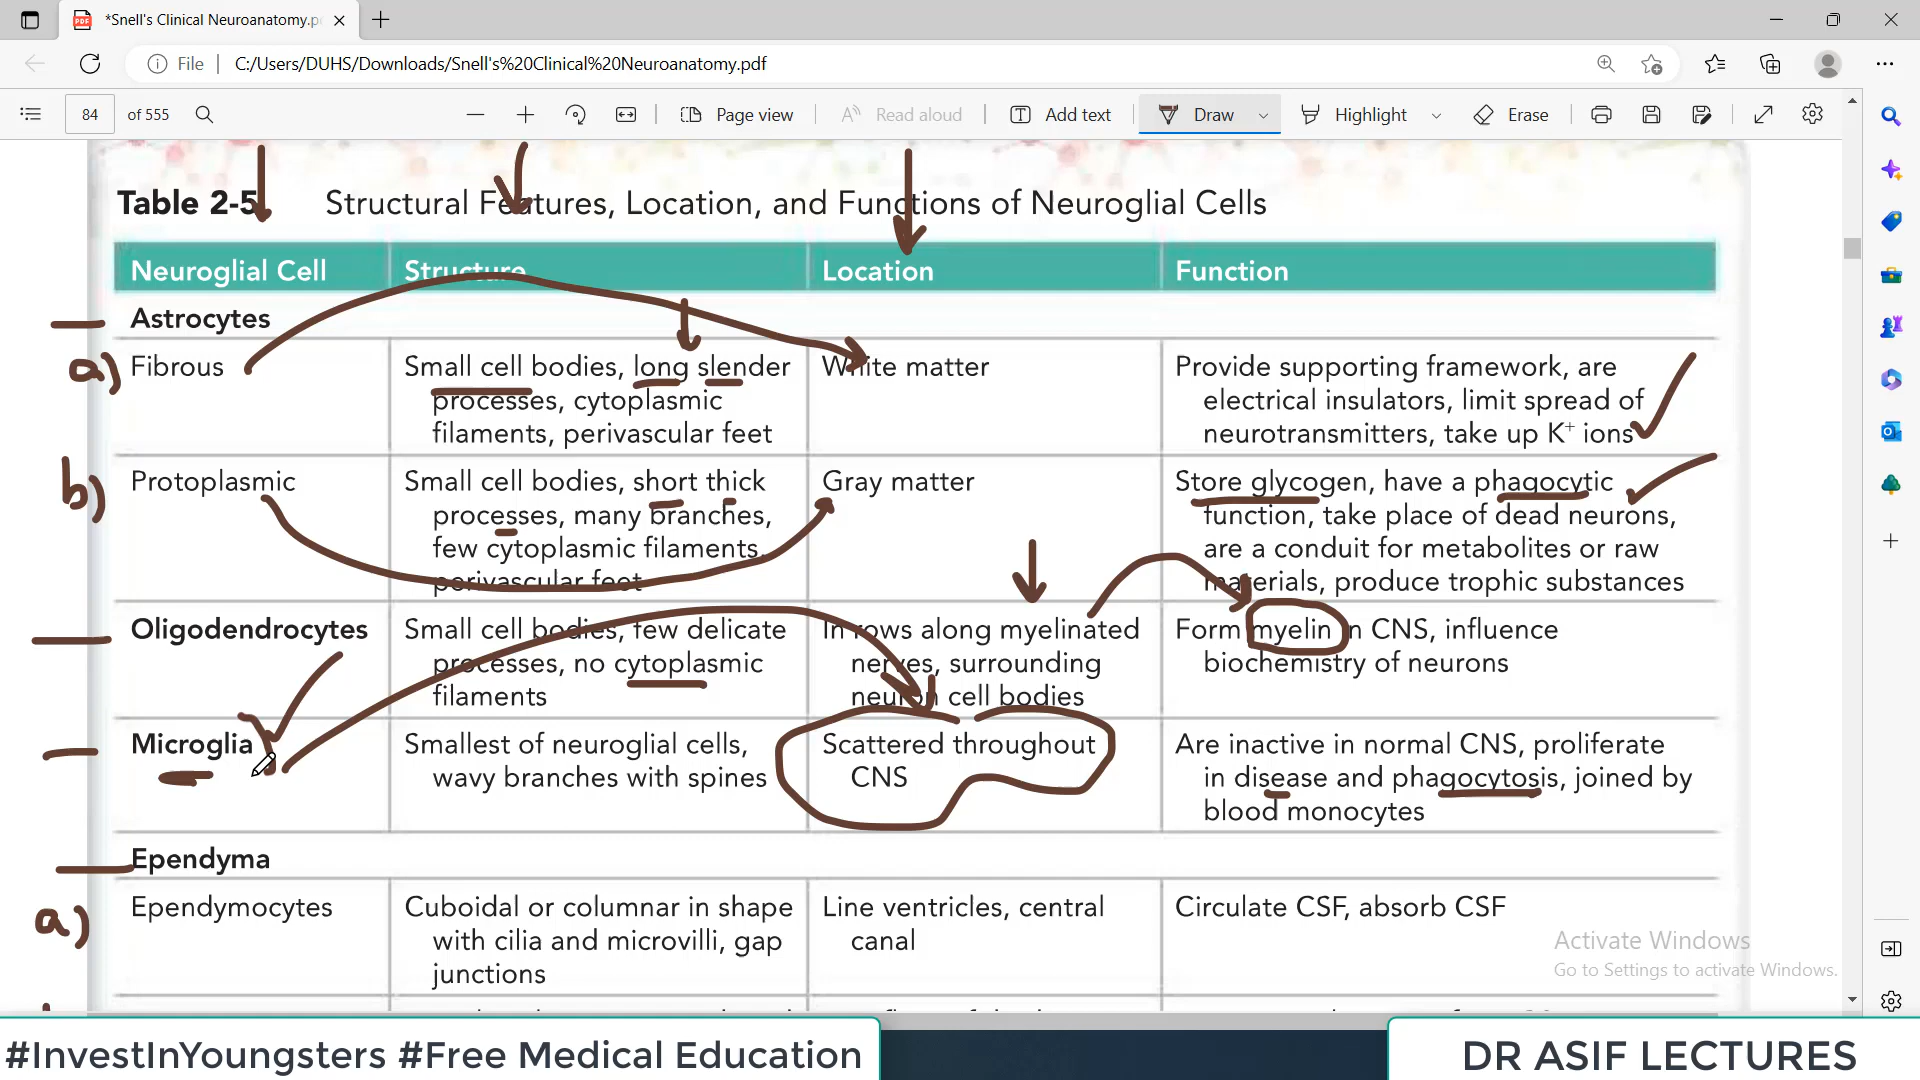 *Snell's Clinical Neuroanatomy.p
File
C:/Users/DUHS/Downloads/Snell's%20Clinical%20Neuroanatomy.pdf
84 of 555
Page view
Read aloud
Add text
Draw
Highlight
Erase
Table 2-5 Structural Features, Location, and Functions of Neuroglial Cells
Neuroglial Cell Structure Location Function
Astrocytes
a) Fibrous
Small cell bodies, long slender
processes, cytoplasmic
filaments, perivascular feet
White matter
Provide supporting framework, are
electrical insulators, limit spread of
neurotransmitters, take up K+ ions
b) Protoplasmic
Small cell bodies, short thick
processes, many branches,
few cytoplasmic filaments,
perivascular feet
Gray matter
Store glycogen, have a phagocytic
function, take place of dead neurons,
are a conduit for metabolites or raw
materials, produce trophic substances
Oligodendrocytes
Small cell bodies, few delicate
processes, no cytoplasmic
filaments
In rows along myelinated
nerves, surrounding
neuron cell bodies
Form myelin in CNS, influence
biochemistry of neurons
Microglia
Smallest of neuroglial cells,
wavy branches with spines
Scattered throughout
CNS
Are inactive in normal CNS, proliferate
in disease and phagocytosis, joined by
blood monocytes
Ependyma
a) Ependymocytes
Cuboidal or columnar in shape
with cilia and microvilli, gap
junctions
Line ventricles, central
canal
Circulate CSF, absorb CSF
Activate Windows
Go to Settings to activate Windows.
#InvestInYoungsters #Free Medical Education
DR ASIF LECTURES